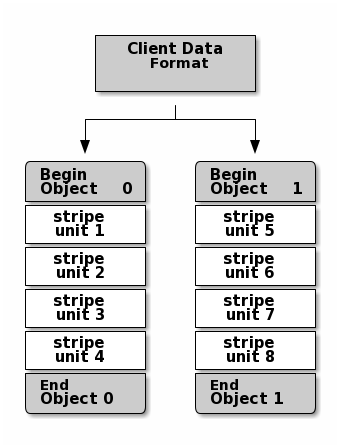 Client Data
Format
Begin
Object 0
stripe
unit 1
stripe
unit 2
stripe
unit 3
stripe
unit 4
End
Object 0
Begin
Object 1
stripe
unit 5
stripe
unit 6
stripe
unit 7
stripe
unit 8
End
Object 1